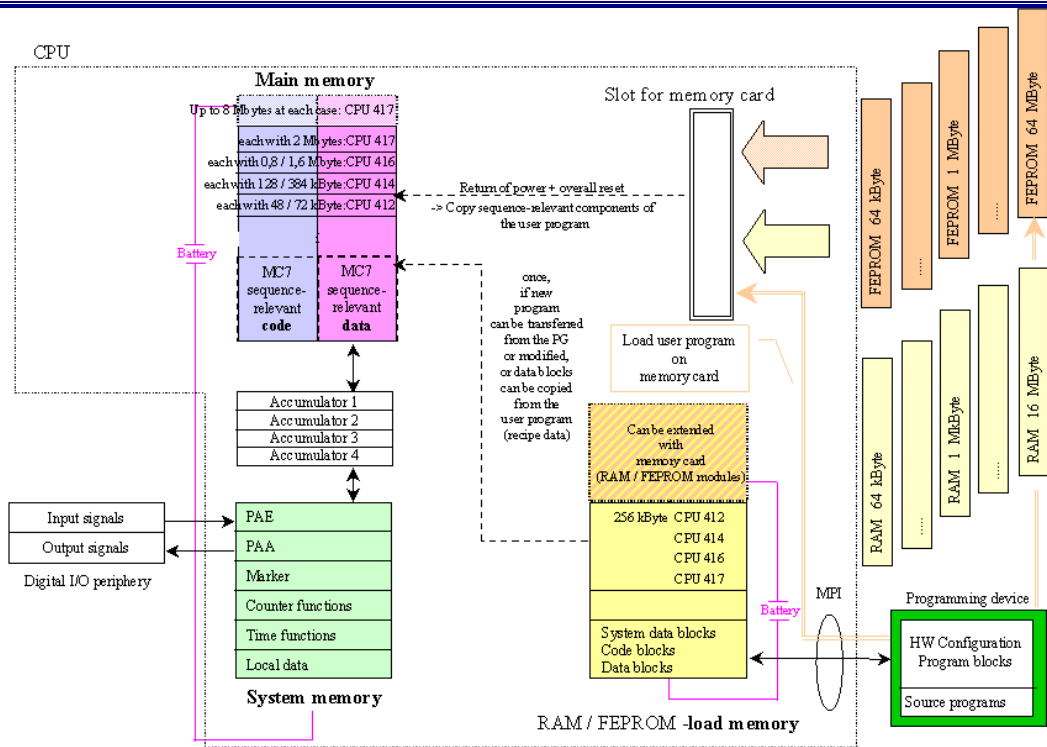 CPU
Main memory
Up to 8 Mbytes at each case: CPU 417
each with 2 Mbytes:CPU 417
each with 0,8 / 1,6 Mbyte:CPU 416
each with 128 / 384 kByte:CPU 414
each with 48 / 72 kByte:CPU 412
Battery
MC7
sequence-
relevant
code
MC7
sequence-
relevant
data
Accumulator 1
Accumulator 2
Accumulator 3
Accumulator 4
Input signals
Output signals
Digital I/O periphery
PAE
PAA
Marker
Counter functions
Time functions
Local data
System memory
Return of power + overall reset
-> Copy sequence-relevant components of
the user program
once,
if new
program
can be transferred
from the PG
or modified,
or data blocks
can be copied
from the
user program
(recipe data)
Slot for memory card
Load user program
on
memory card
Can be extended
with
memory card
(RAM / FEPROM modules)
256 kByte CPU 412
CPU 414
CPU 416
CPU 417
System data blocks
Code blocks
Data blocks
Battery
RAM / FEPROM -load memory
MPI
FEPROM 64 kByte
.....
FEPROM 1 MByte
.....
FEPROM 64 MByte
RAM 64 kByte
.....
RAM 1 MkByte
.....
RAM 16 MByte
Programming device
HW Configuration
Program blocks
Source programs